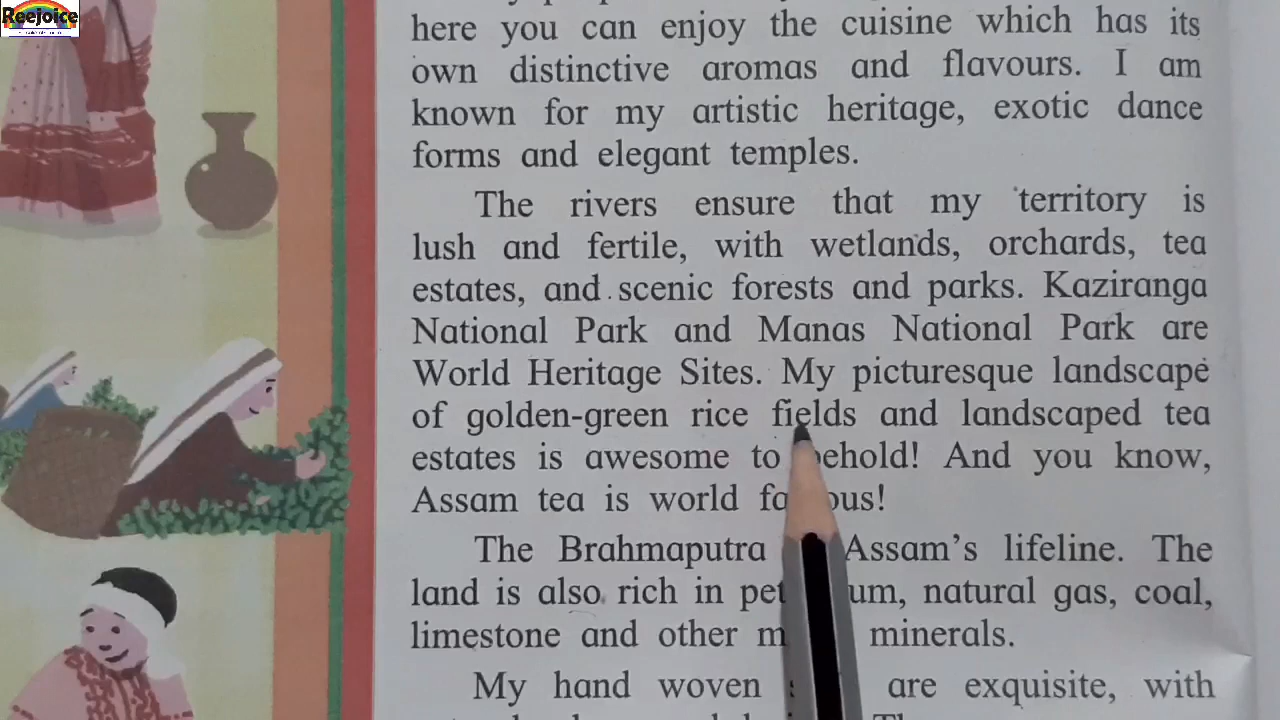 Reejoice
here you can enjoy the cuisine which has its
own distinctive aromas and flavours. I am
known for my artistic heritage, exotic dance
forms and elegant temples.
The rivers ensure that my territory is
lush and fertile, with wetlands, orchards, tea
estates, and scenic forests and parks. Kaziranga
National Park and Manas National Park are
World Heritage Sites. My picturesque landscape
of golden-green rice fields and landscaped tea
estates is awesome to behold! And you know,
Assam tea is world famous!
The Brahmaputra Assam's lifeline. The
land is also rich in natural gas, coal,
limestone and other minerals.
My hand woven are exquisite, with